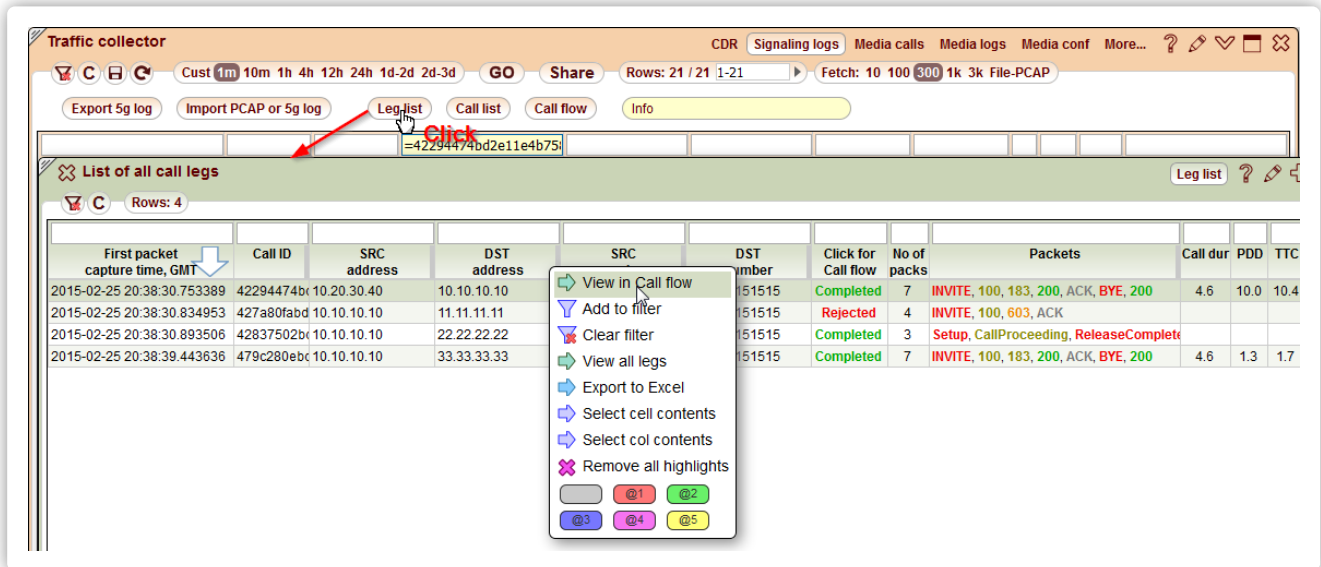 Traffic collector CDR Signaling logs Media calls Media logs Media conf More...
C Cust 1m 10m 1h 4h 12h 24h 1d-2d 2d-3d GO Share Rows: 21 / 21 1-21 Fetch: 10 100 300 1k 3k File-PCAP
Export 5g log Import PCAP or 5g log Leg list Call list Call flow Info
Click
=42294474bd2e11e4b758
List of all call legs Leg list
C Rows: 4
First packet Call ID SRC DST SRC DST Click for No of Packets Call dur PDD TTC
capture time, GMT address address Call flow packs
2015-02-25 20:38:30.753389 42294474bd 10.20.30.40 10.10.10.10 151515 Completed 7 INVITE, 100, 183, 200, ACK, BYE, 200 4.6 10.0 10.4
2015-02-25 20:38:30.834953 427a80fabd 10.10.10.10 11.11.11.11 151515 Rejected 4 INVITE, 100, 603, ACK
2015-02-25 20:38:30.893506 42837502bd 10.10.10.10 22.22.22.22 151515 Completed 3 Setup, CallProceeding, ReleaseComplete
2015-02-25 20:38:39.443636 479c280ebd 10.10.10.10 33.33.33.33 151515 Completed 7 INVITE, 100, 183, 200, ACK, BYE, 200 4.6 1.3 1.7
View in Call flow
Add to filter
Clear filter
View all legs
Export to Excel
Select cell contents
Select col contents
Remove all highlights
@1 @2
@3 @4 @5